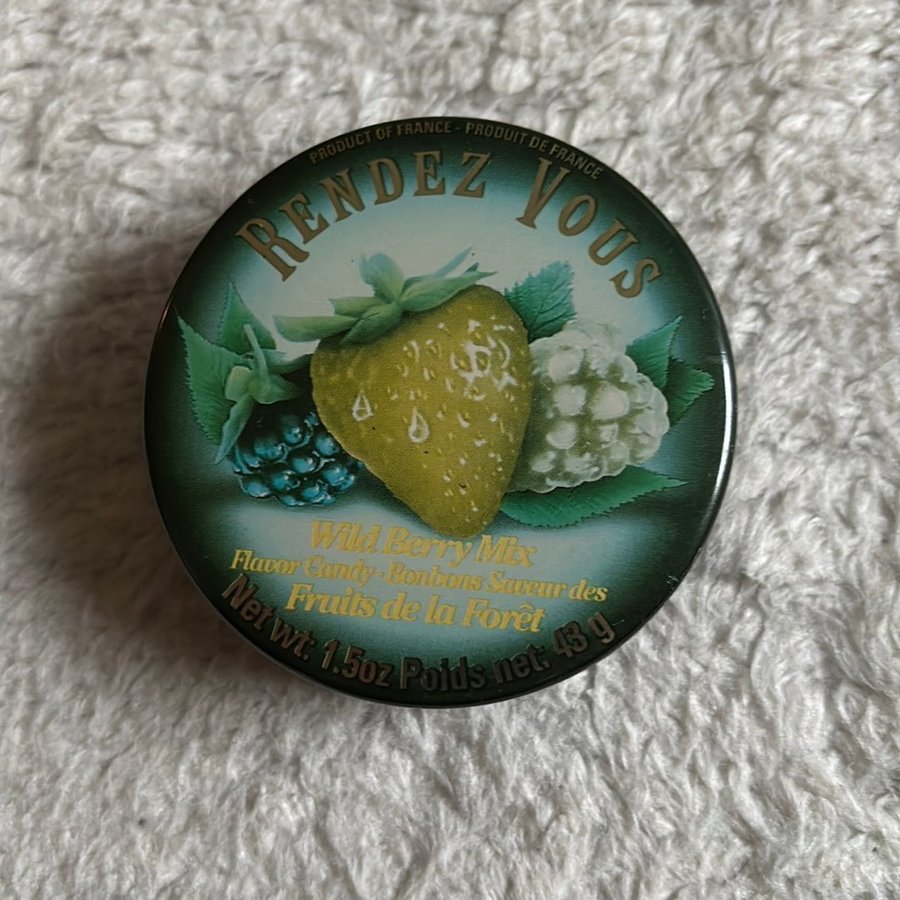 PRODUCT OF FRANCE - PRODUIT DE FRANCE
RENDEZ VOUS
Wild Berry Mix
Flavor Candy - Bonbons Saveur des
Fruits de la Forêt
Net wt: 1.5oz Poids net: 43 g